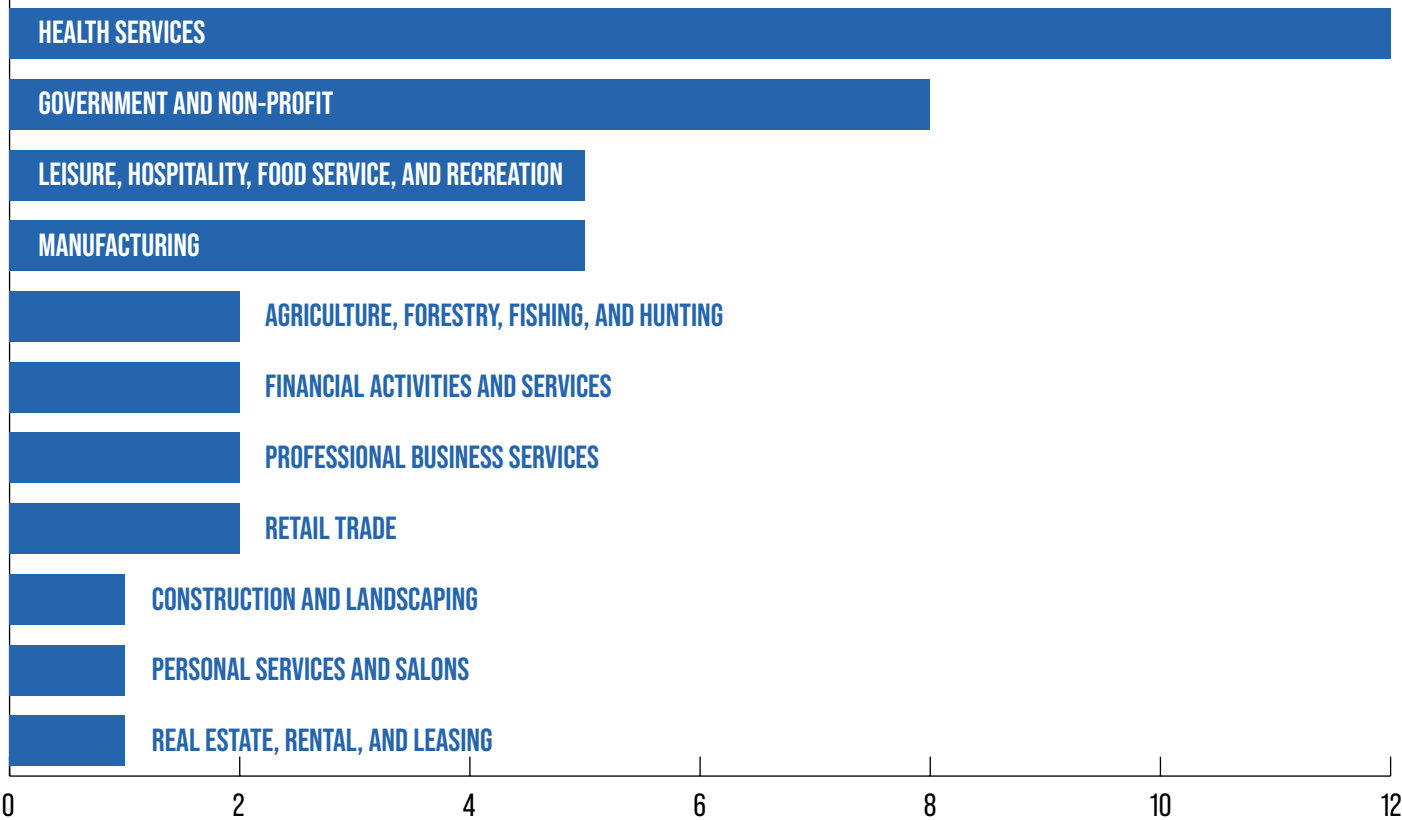 HEALTH SERVICES
GOVERNMENT AND NON-PROFIT
LEISURE, HOSPITALITY, FOOD SERVICE, AND RECREATION
MANUFACTURING
AGRICULTURE, FORESTRY, FISHING, AND HUNTING
FINANCIAL ACTIVITIES AND SERVICES
PROFESSIONAL BUSINESS SERVICES
RETAIL TRADE
CONSTRUCTION AND LANDSCAPING
PERSONAL SERVICES AND SALONS
REAL ESTATE, RENTAL, AND LEASING
0 2 4 6 8 10 12